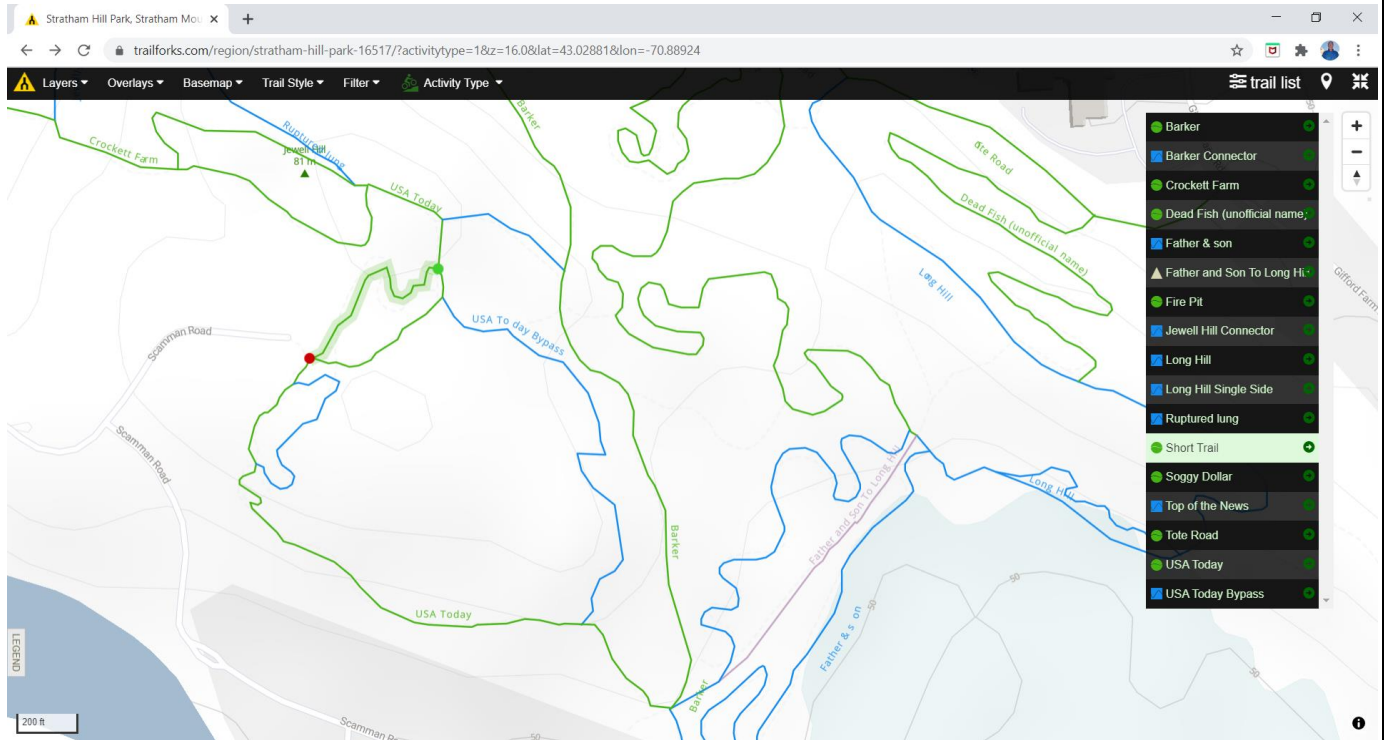 Stratham Hill Park, Stratham Mou
trailforks.com/region/stratham-hill-park-16517/?activitytype=1&z=16.0&lat=43.02881&lon=-70.88924
Layers Overlays Basemap Trail Style Filter Activity Type trail list
Barker
Crockett Farm
Ruptured lung
Jewell Hill
81 m
USA Today
Scamman Road
Scamman Road
USA To day Bypass
Long Hill
Dead Fish (unofficial name)
ote Road
Gifford Farm
Barker
Father and Son To Long Hill
Long Hill
50
USA Today
Father & s on
50
50
Barker
Scamman R
50
LEGEND
200 ft
Barker
Barker Connector
Crockett Farm
Dead Fish (unofficial name)
Father & son
Father and Son To Long Hi
Fire Pit
Jewell Hill Connector
Long Hill
Long Hill Single Side
Ruptured lung
Short Trail
Soggy Dollar
Top of the News
Tote Road
USA Today
USA Today Bypass